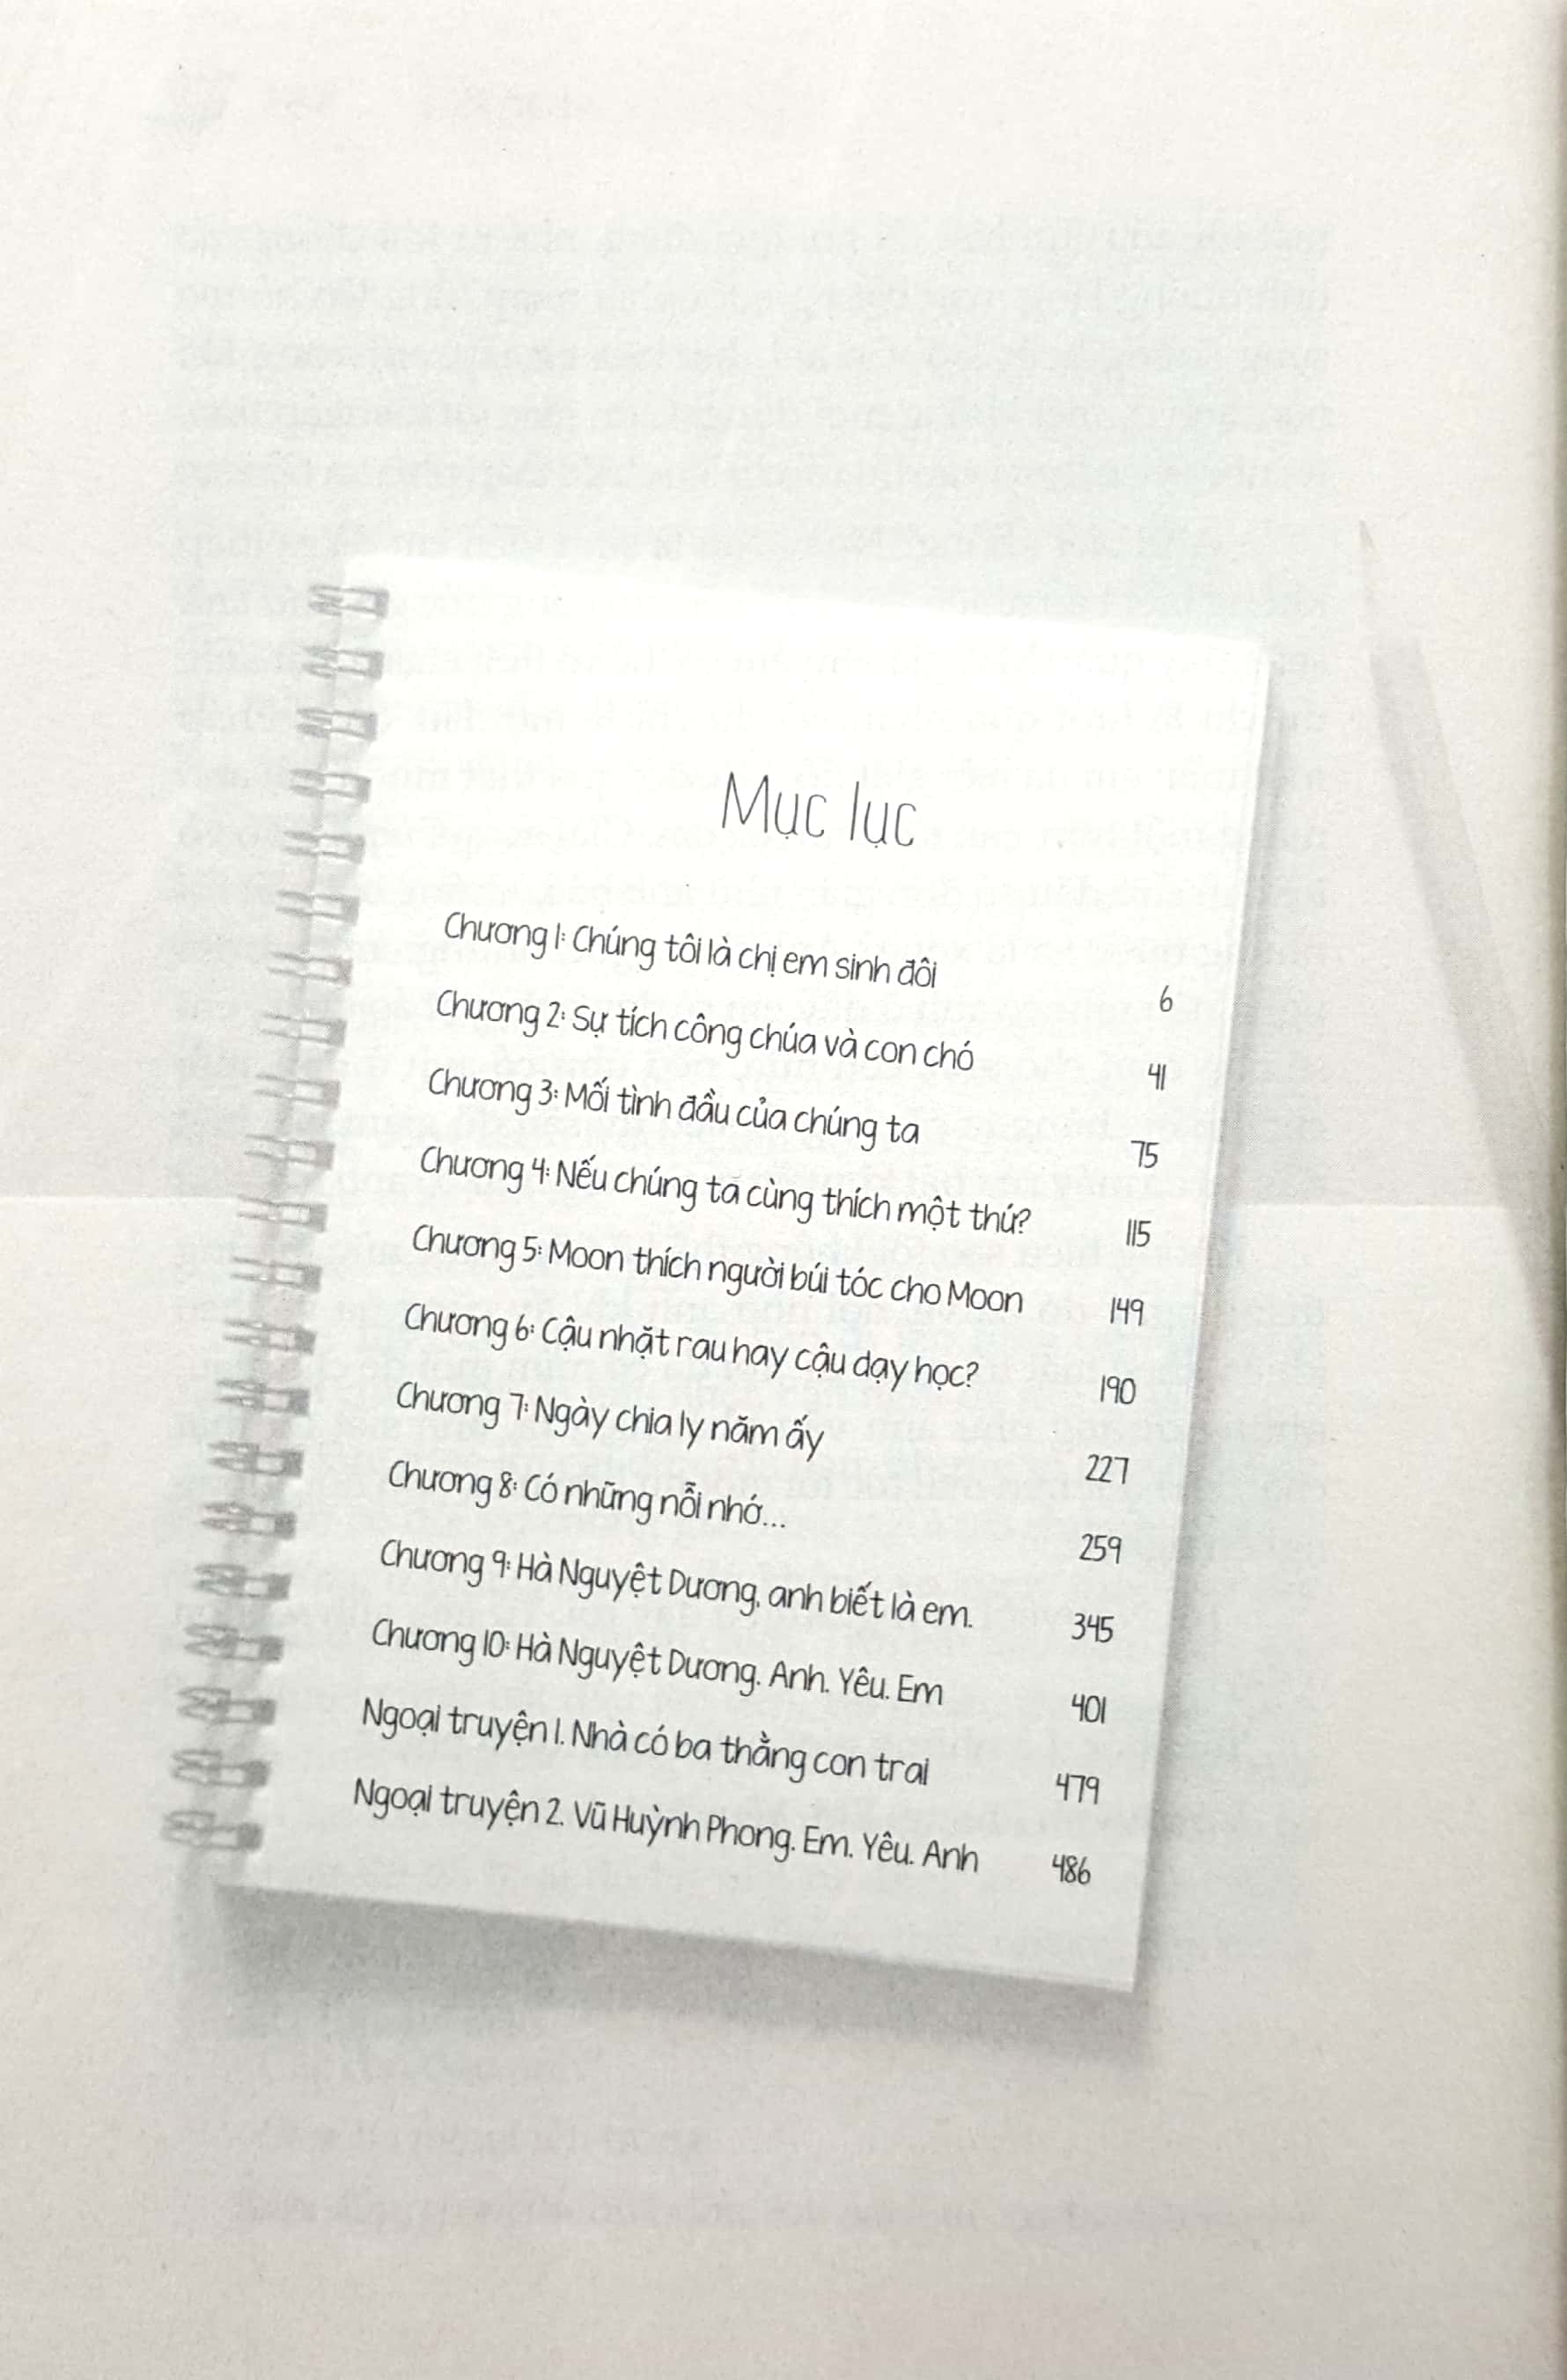 Mục lục
Chương 1: Chúng tôi là chị em sinh đôi 6
Chương 2: Sự tích công chúa và con chó 41
Chương 3: Mối tình đầu của chúng ta 75
Chương 4: Nếu chúng ta cùng thích một thứ? 115
Chương 5: Moon thích người búi tóc cho Moon 149
Chương 6: Cậu nhặt rau hay cậu dạy học? 190
Chương 7: Ngày chia ly năm ấy 227
Chương 8: Có những nỗi nhớ... 259
Chương 9: Hà Nguyệt Dương, anh biết là em. 345
Chương 10: Hà Nguyệt Dương. Anh. Yêu. Em 401
Ngoại truyện 1. Nhà có ba thằng con trai 479
Ngoại truyện 2. Vũ Huỳnh Phong. Em. Yêu. Anh 486